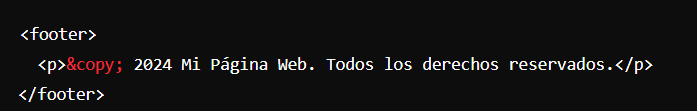 <footer>
<p>&copy; 2024 Mi Página Web. Todos los derechos reservados.</p>
</footer>